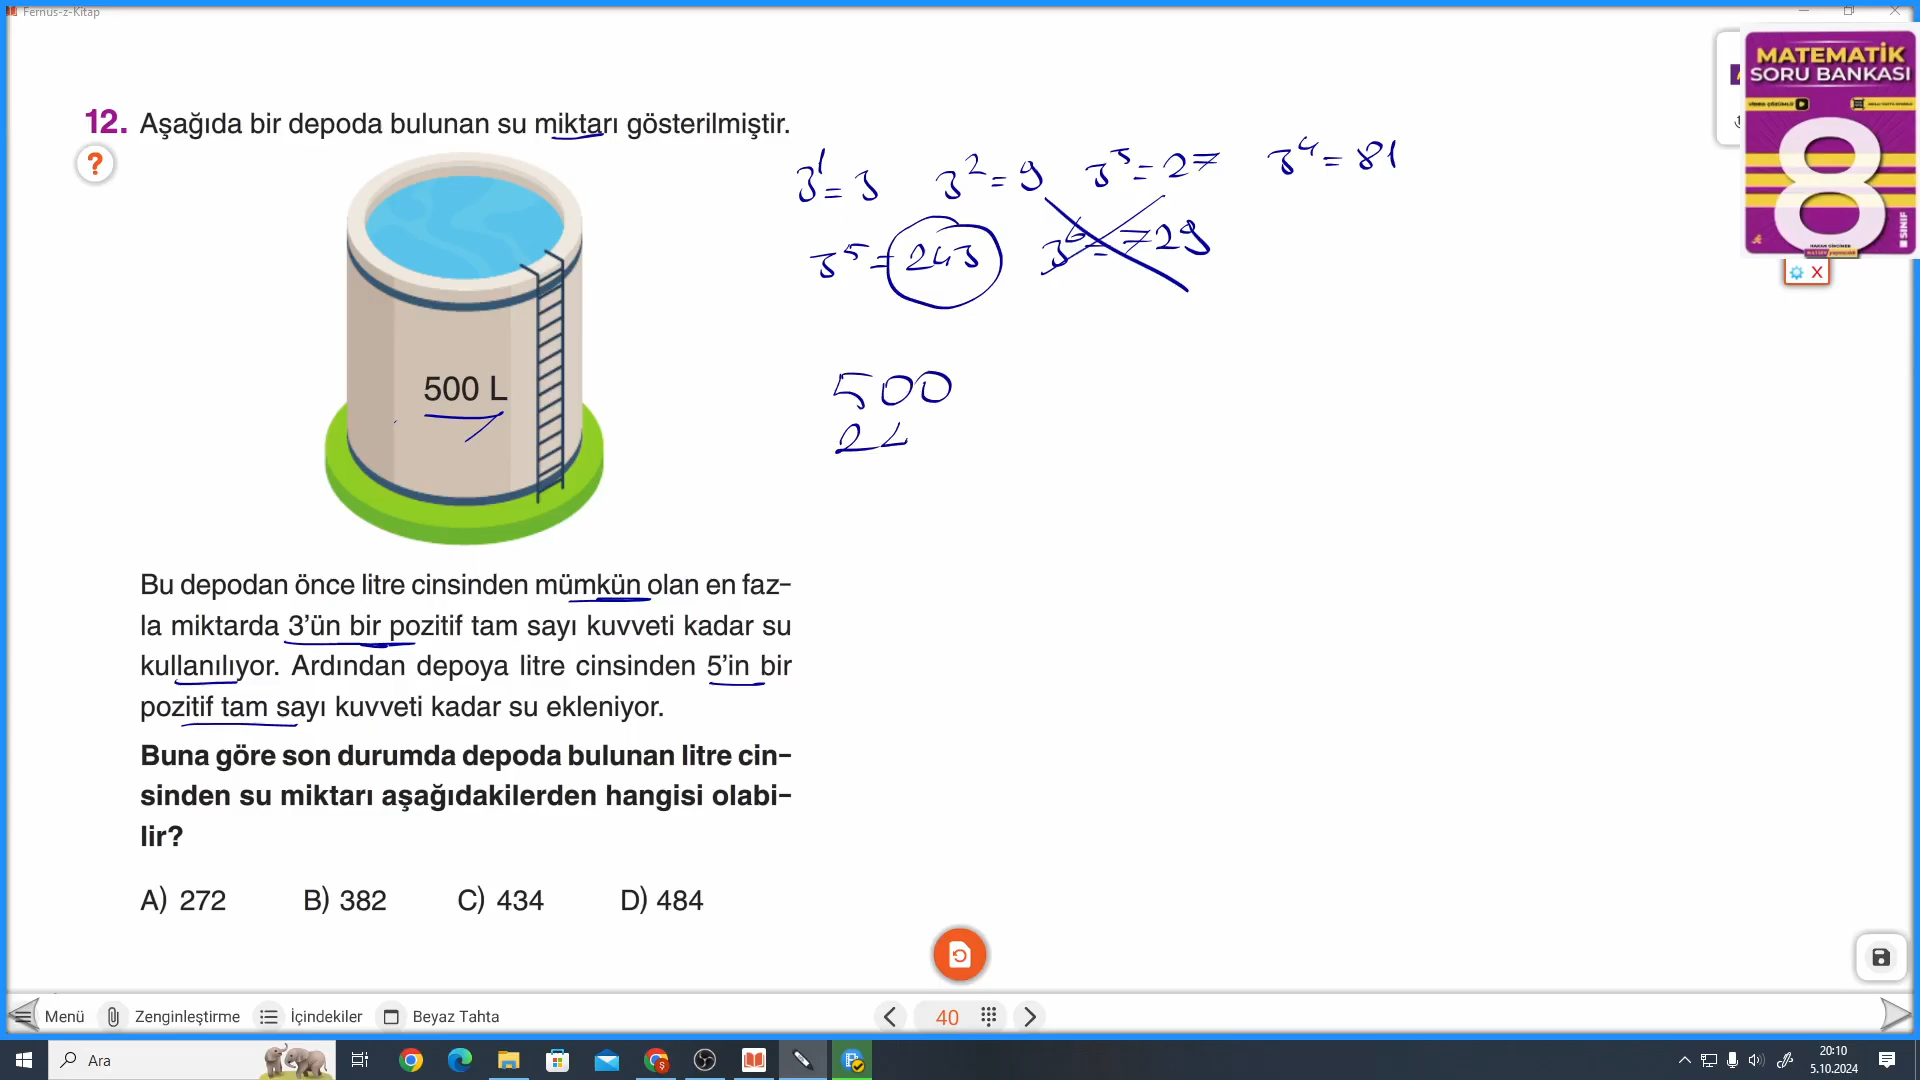 Fernus-z-Kitap
MATEMATİK
SORU BANKASI
8
SINIF
12. Aşağıda bir depoda bulunan su miktarı gösterilmiştir.
?
3¹=3 3²=9 3³=27 3⁴=81
3⁵=243 3⁶=729
500 L
500
24
Bu depodan önce litre cinsinden mümkün olan en faz-
la miktarda 3'ün bir pozitif tam sayı kuvveti kadar su
kullanılıyor. Ardından depoya litre cinsinden 5'in bir
pozitif tam sayı kuvveti kadar su ekleniyor.
Buna göre son durumda depoda bulunan litre cin-
sinden su miktarı aşağıdakilerden hangisi olabi-
lir?
A) 272 B) 382 C) 434 D) 484
Menü Zenginleştirme İçindekiler Beyaz Tahta 40
Ara
20:10
5.10.2024